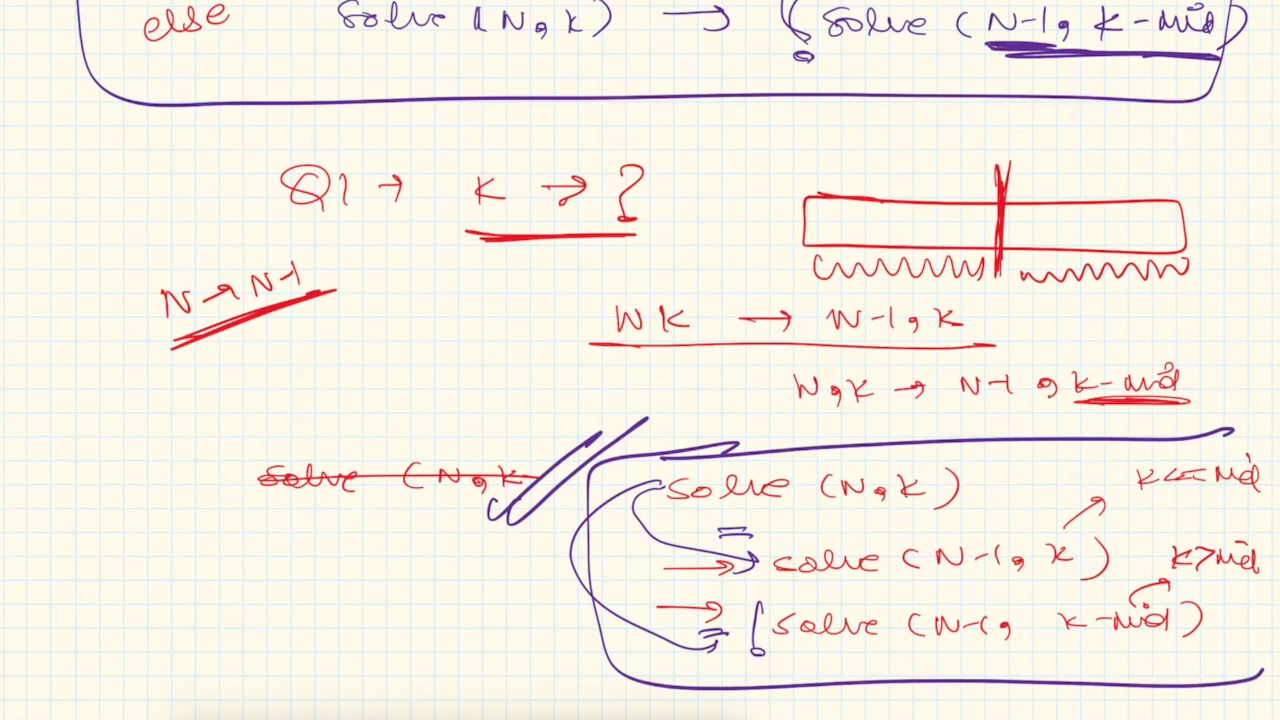 else solve (N, K) → ! solve (N-1, K-mid)
Q1 → K → ?
N → N-1
N K → N-1, K
N, K → N-1, K-mid
solve (N, K
solve (N, K) K<=mid
solve (N-1, K) K>mid
! solve (N-1, K-mid)